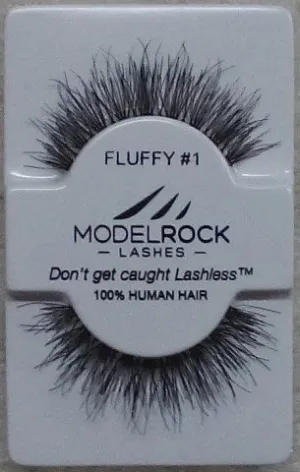 FLUFFY #1
MODELROCK
– LASHES –
Don't get caught Lashless™
100% HUMAN HAIR